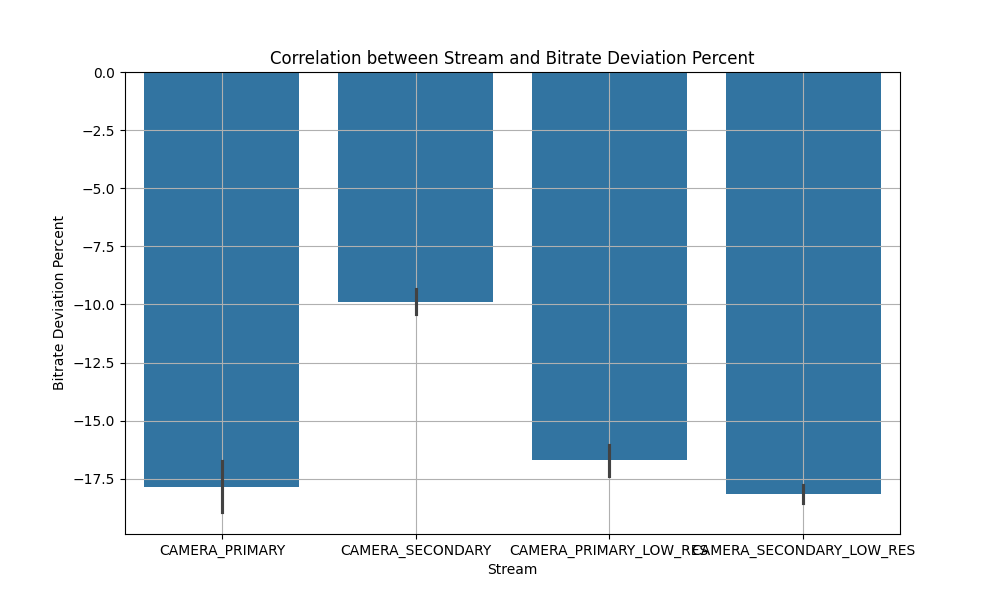 Correlation between Stream and Bitrate Deviation Percent
0.0
−2.5
−5.0
−7.5
−10.0
−12.5
−15.0
−17.5
Bitrate Deviation Percent
CAMERA_PRIMARY
CAMERA_SECONDARY
CAMERA_PRIMARY_LOW_RES
CAMERA_SECONDARY_LOW_RES
Stream